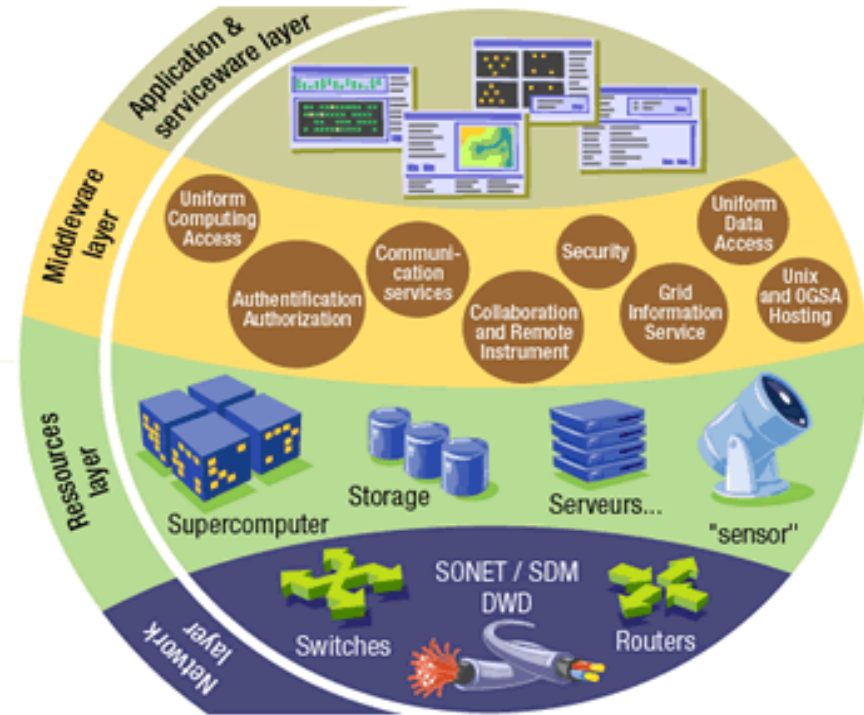 Application &
serviceware layer
Middleware
layer
Uniform
Computing
Access
Authentification
Authorization
Communi-
cation
services
Collaboration
and Remote
Instrument
Security
Grid
Information
Service
Uniform
Data
Access
Unix
and OGSA
Hosting
Ressources
layer
Supercomputer
Storage
Serveurs...
"sensor"
Network
layer
Switches
SONET / SDM
DWD
Routers